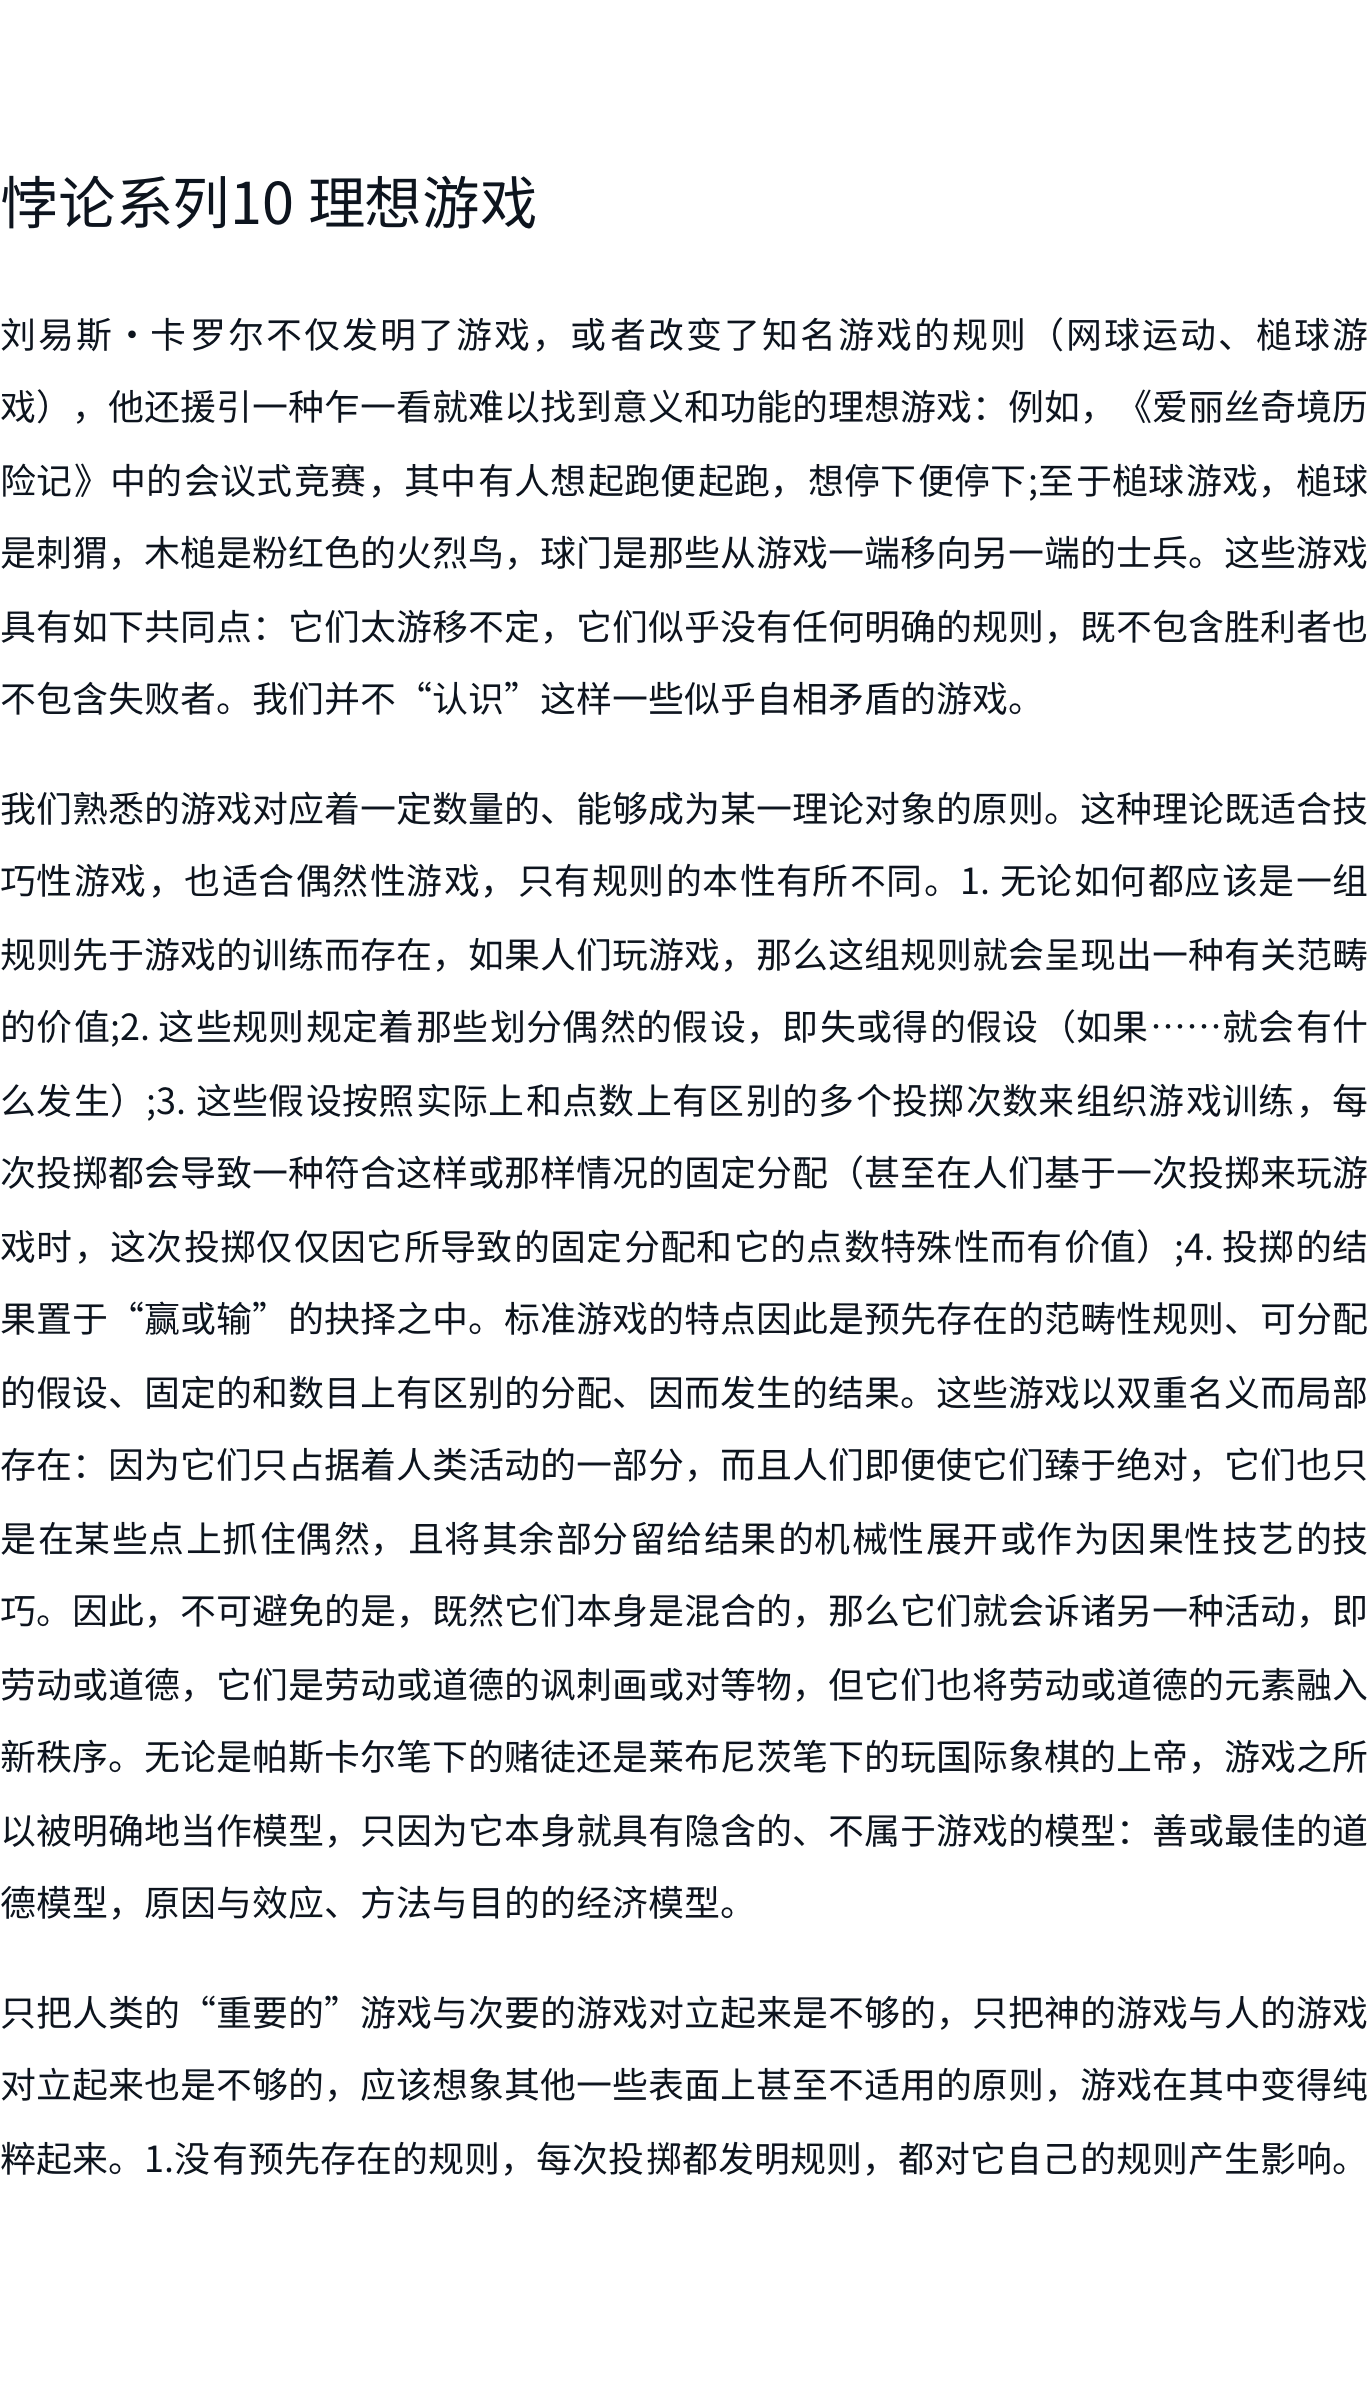 悖论系列10 理想游戏
刘易斯·卡罗尔不仅发明了游戏，或者改变了知名游戏的规则（网球运动、槌球游
戏），他还援引一种乍一看就难以找到意义和功能的理想游戏：例如，《爱丽丝奇境历
险记》中的会议式竞赛，其中有人想起跑便起跑，想停下便停下;至于槌球游戏，槌球
是刺猬，木槌是粉红色的火烈鸟，球门是那些从游戏一端移向另一端的士兵。这些游戏
具有如下共同点：它们太游移不定，它们似乎没有任何明确的规则，既不包含胜利者也
不包含失败者。我们并不“认识”这样一些似乎自相矛盾的游戏。
我们熟悉的游戏对应着一定数量的、能够成为某一理论对象的原则。这种理论既适合技
巧性游戏，也适合偶然性游戏，只有规则的本性有所不同。1. 无论如何都应该是一组
规则先于游戏的训练而存在，如果人们玩游戏，那么这组规则就会呈现出一种有关范畴
的价值;2. 这些规则规定着那些划分偶然的假设，即失或得的假设（如果……就会有什
么发生）;3. 这些假设按照实际上和点数上有区别的多个投掷次数来组织游戏训练，每
次投掷都会导致一种符合这样或那样情况的固定分配（甚至在人们基于一次投掷来玩游
戏时，这次投掷仅仅因它所导致的固定分配和它的点数特殊性而有价值）;4. 投掷的结
果置于“赢或输”的抉择之中。标准游戏的特点因此是预先存在的范畴性规则、可分配
的假设、固定的和数目上有区别的分配、因而发生的结果。这些游戏以双重名义而局部
存在：因为它们只占据着人类活动的一部分，而且人们即便使它们臻于绝对，它们也只
是在某些点上抓住偶然，且将其余部分留给结果的机械性展开或作为因果性技艺的技
巧。因此，不可避免的是，既然它们本身是混合的，那么它们就会诉诸另一种活动，即
劳动或道德，它们是劳动或道德的讽刺画或对等物，但它们也将劳动或道德的元素融入
新秩序。无论是帕斯卡尔笔下的赌徒还是莱布尼茨笔下的玩国际象棋的上帝，游戏之所
以被明确地当作模型，只因为它本身就具有隐含的、不属于游戏的模型：善或最佳的道
德模型，原因与效应、方法与目的的经济模型。
只把人类的“重要的”游戏与次要的游戏对立起来是不够的，只把神的游戏与人的游戏
对立起来也是不够的，应该想象其他一些表面上甚至不适用的原则，游戏在其中变得纯
粹起来。1.没有预先存在的规则，每次投掷都发明规则，都对它自己的规则产生影响。